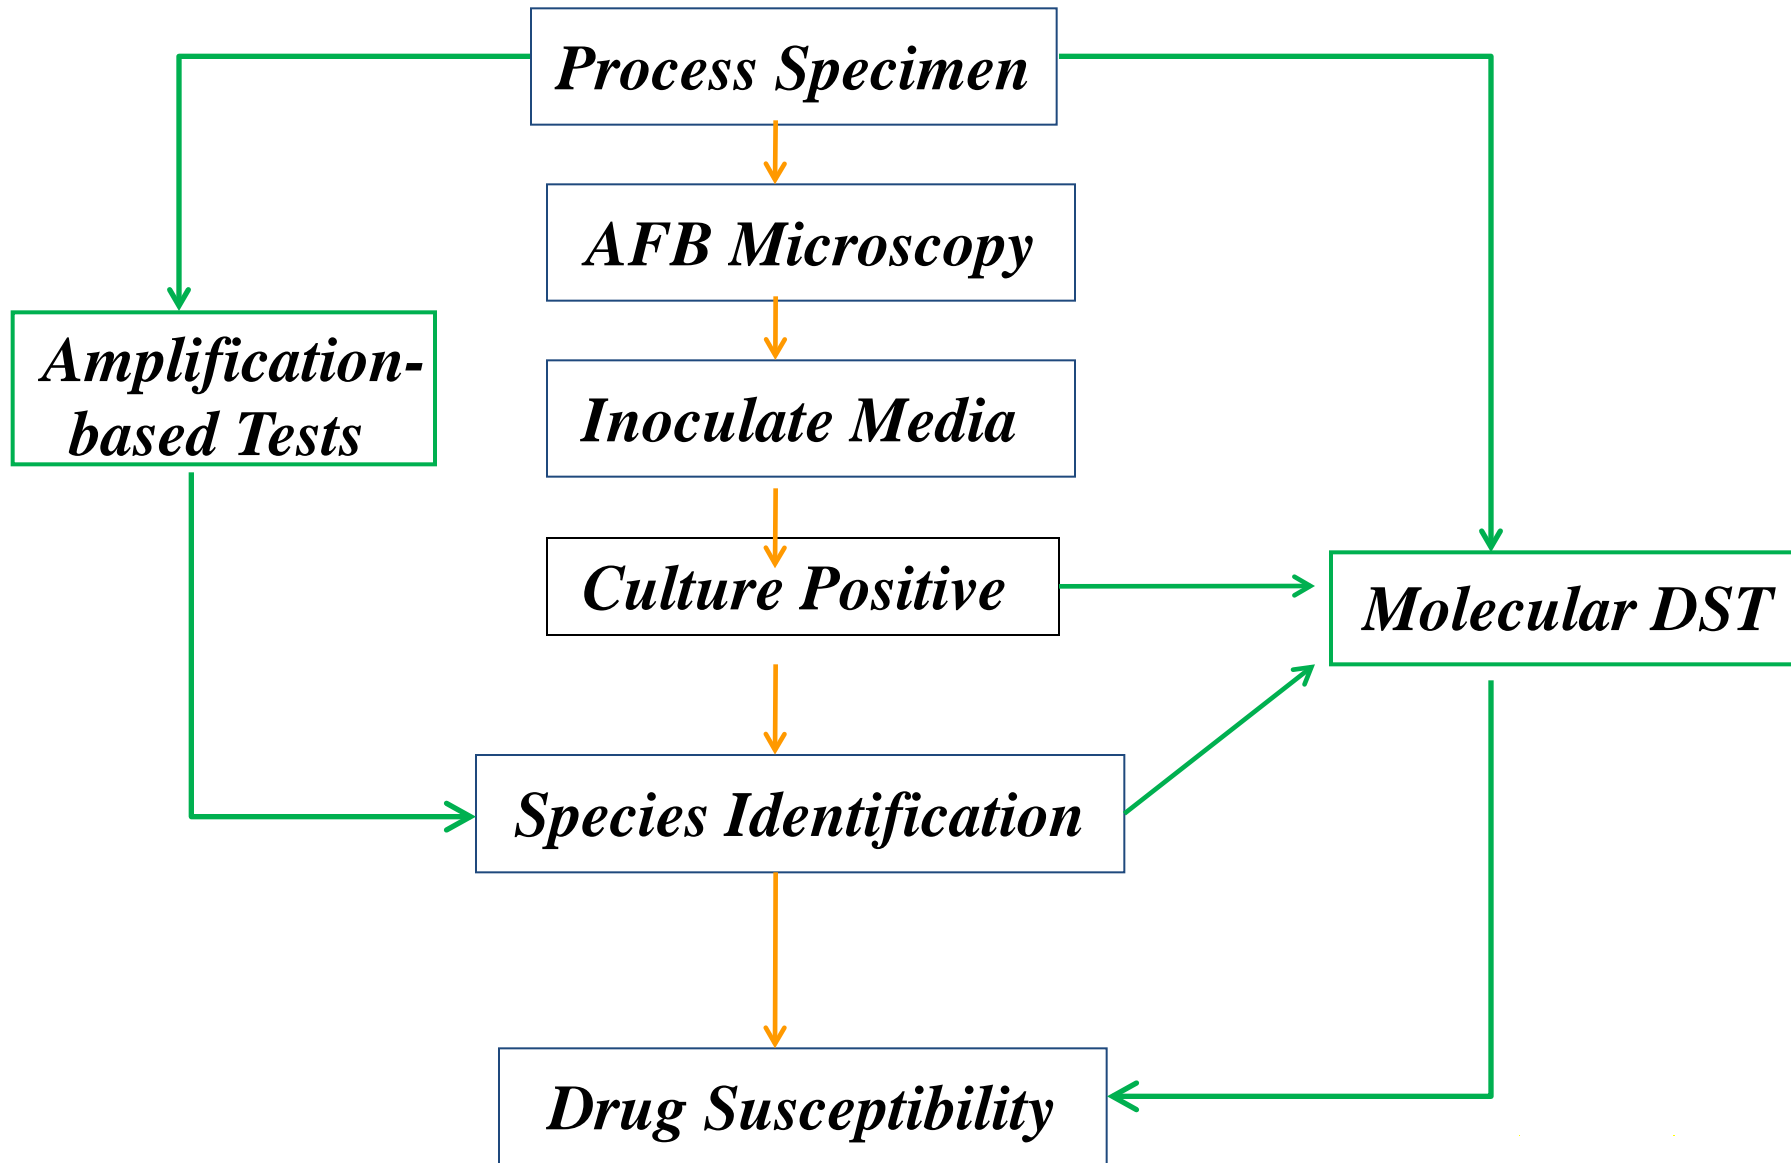 Process Specimen
AFB Microscopy
Amplification-
based Tests
Inoculate Media
Culture Positive
Molecular DST
Species Identification
Drug Susceptibility